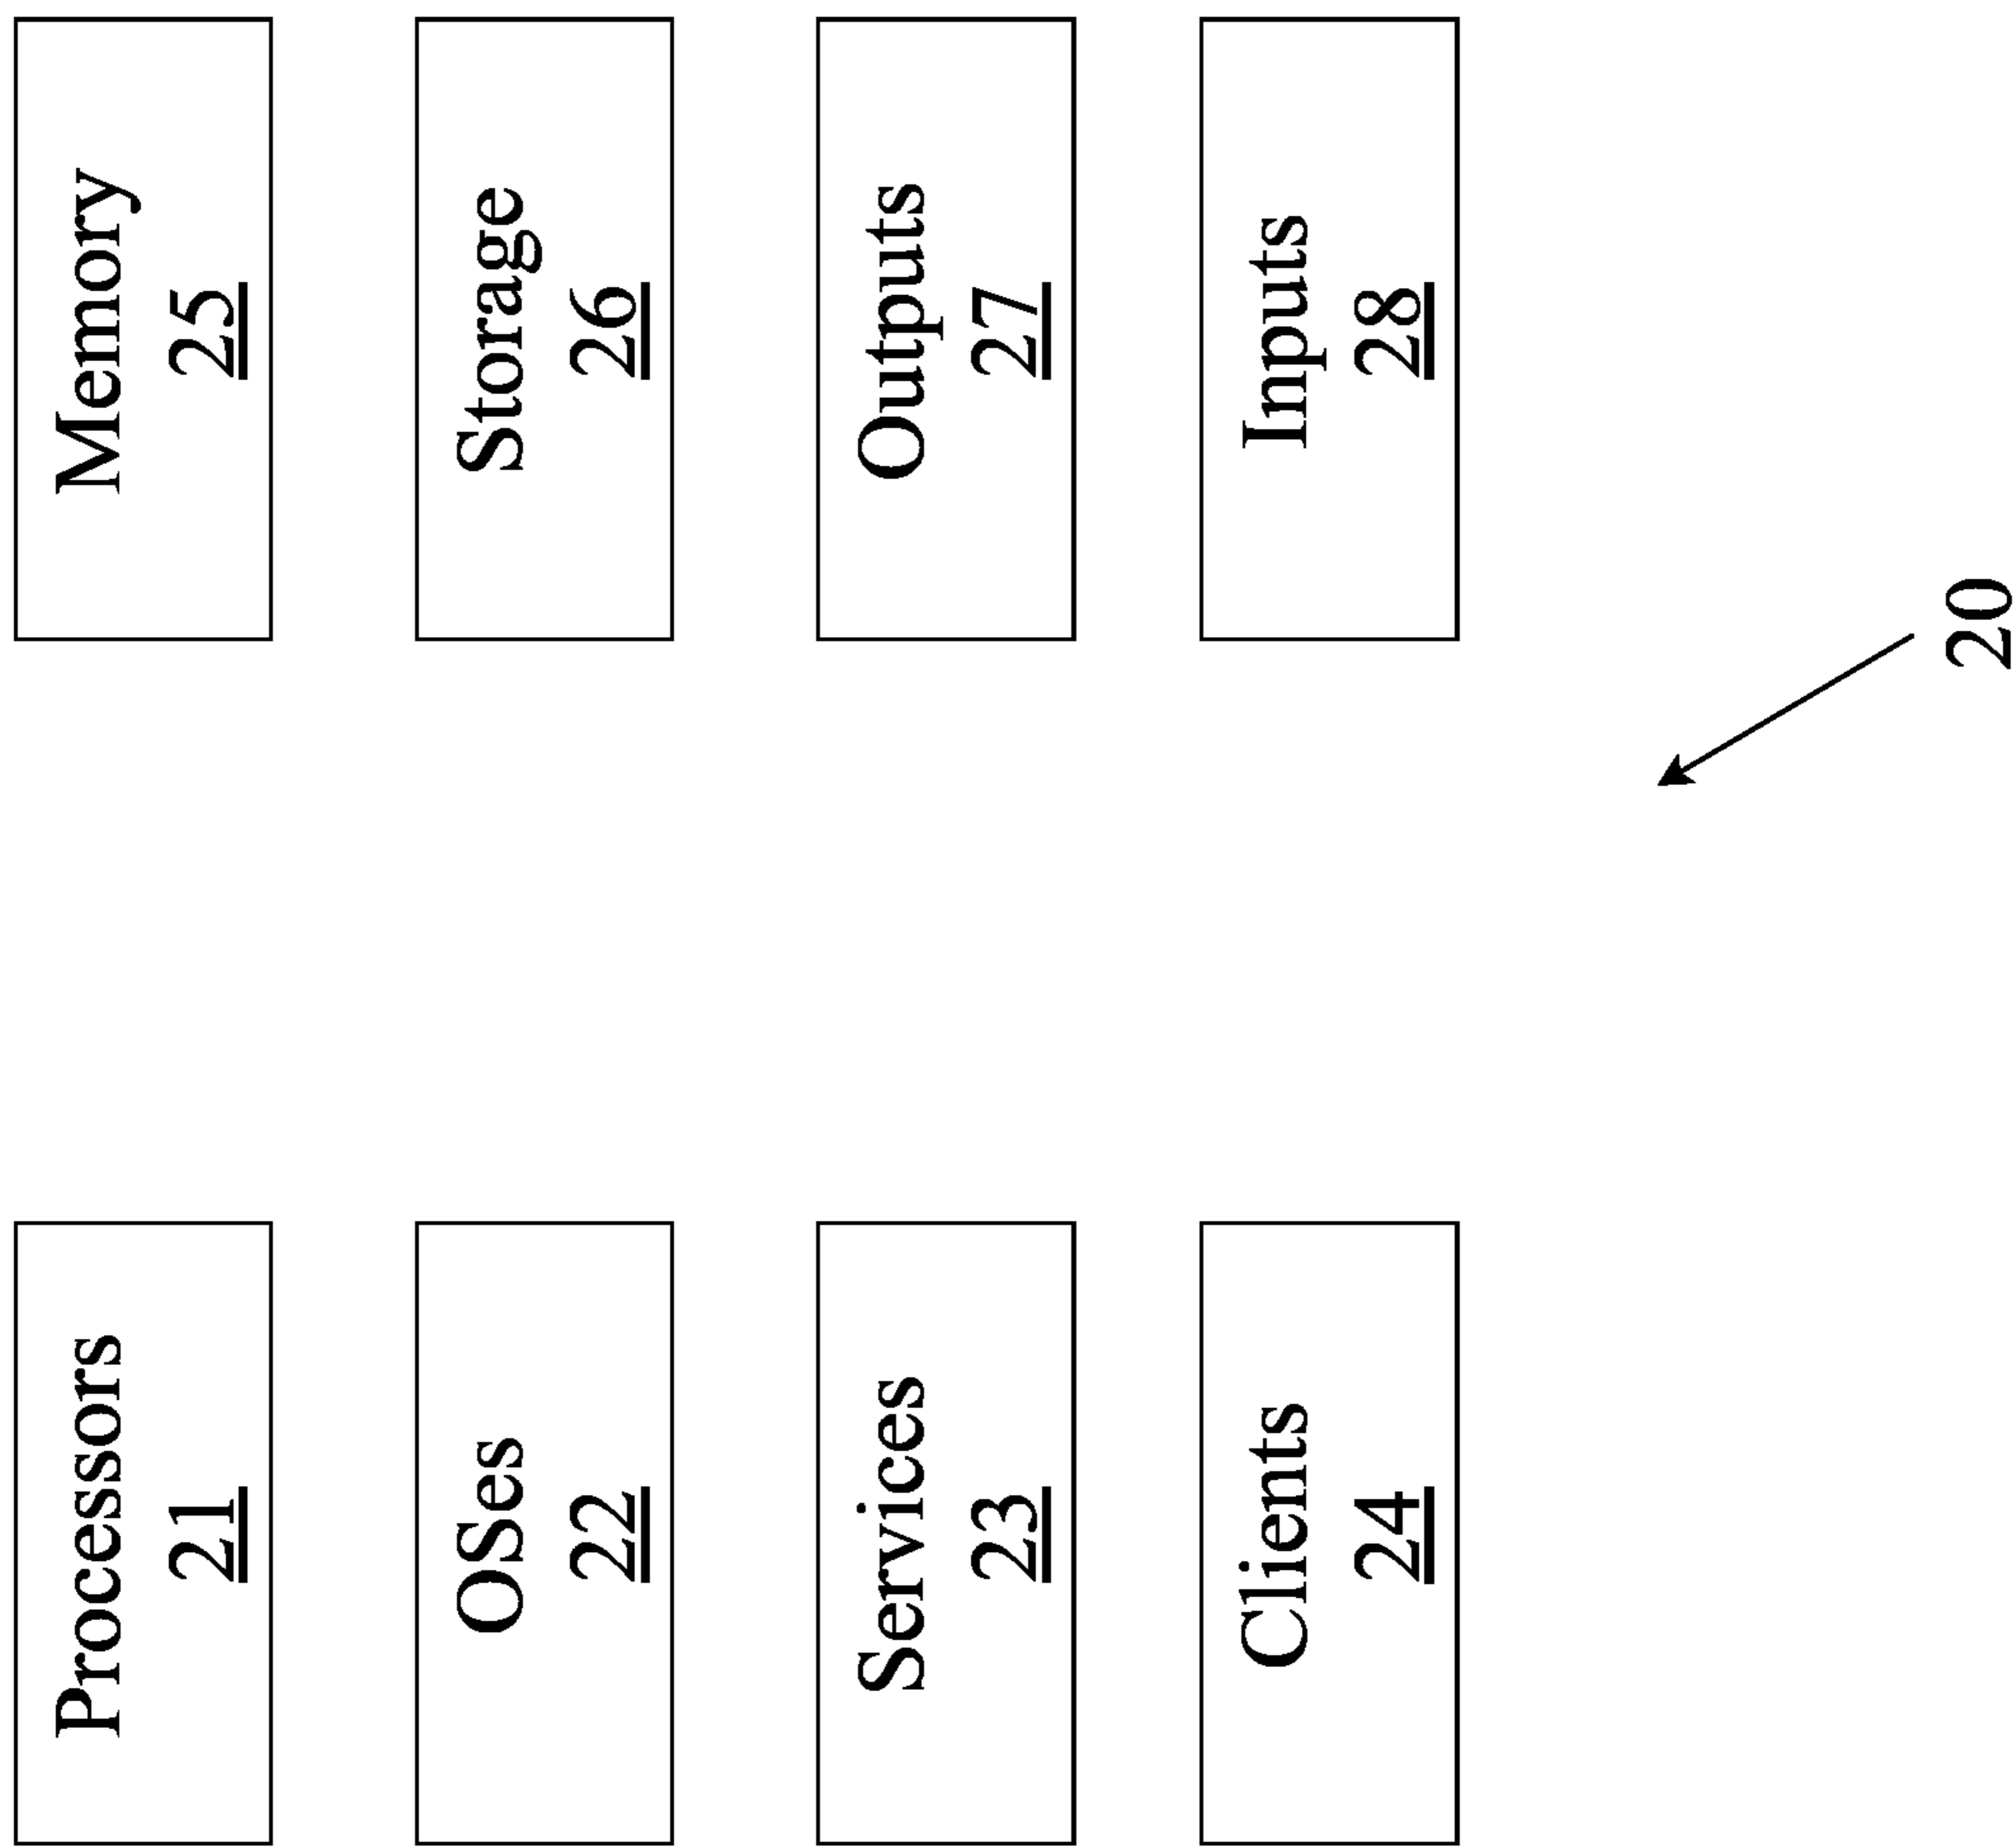 Processors
21
Memory
25
OSes
22
Storage
26
Services
23
Outputs
27
Clients
24
Inputs
28
20